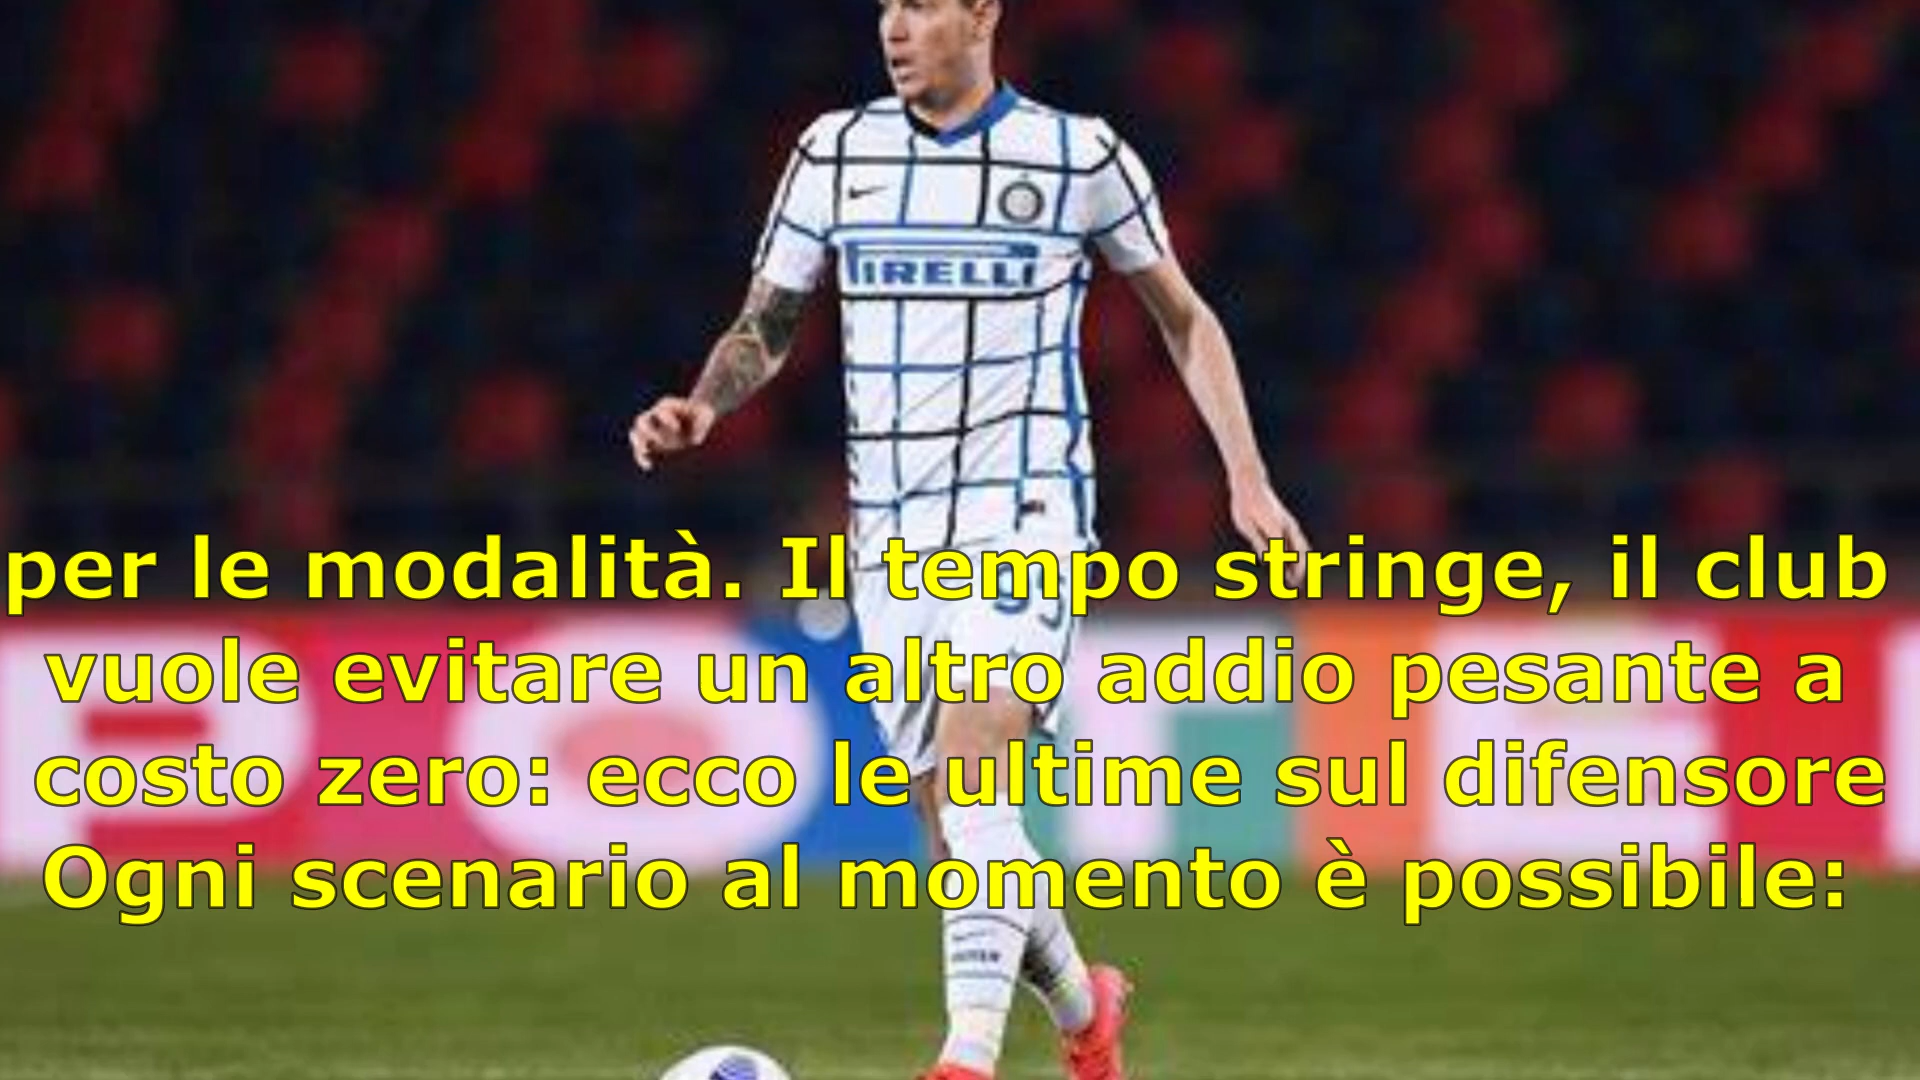 PIRELLI
per le modalità. Il tempo stringe, il club
vuole evitare un altro addio pesante a
costo zero: ecco le ultime sul difensore
Ogni scenario al momento è possibile: